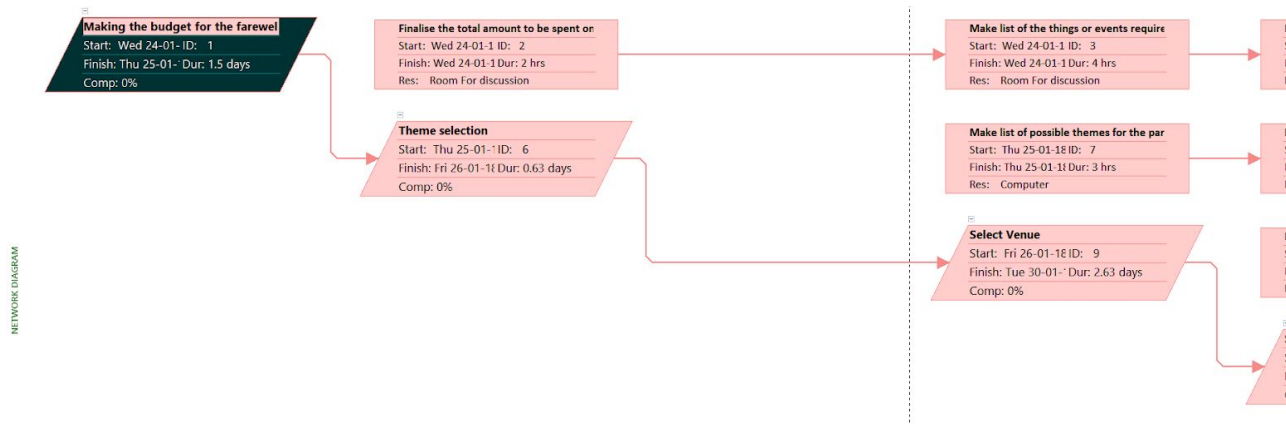 Making the budget for the farewel
Start: Wed 24-01- ID: 1
Finish: Thu 25-01- Dur: 1.5 days
Comp: 0%
Finalise the total amount to be spent on
Start: Wed 24-01-1 ID: 2
Finish: Wed 24-01-1 Dur: 2 hrs
Res: Room For discussion
Make list of the things or events require
Start: Wed 24-01-1 ID: 3
Finish: Wed 24-01-1 Dur: 4 hrs
Res: Room For discussion
Theme selection
Start: Thu 25-01-1 ID: 6
Finish: Fri 26-01-18 Dur: 0.63 days
Comp: 0%
Make list of possible themes for the par
Start: Thu 25-01-18 ID: 7
Finish: Thu 25-01-18 Dur: 3 hrs
Res: Computer
Select Venue
Start: Fri 26-01-18 ID: 9
Finish: Tue 30-01- Dur: 2.63 days
Comp: 0%
NETWORK DIAGRAM